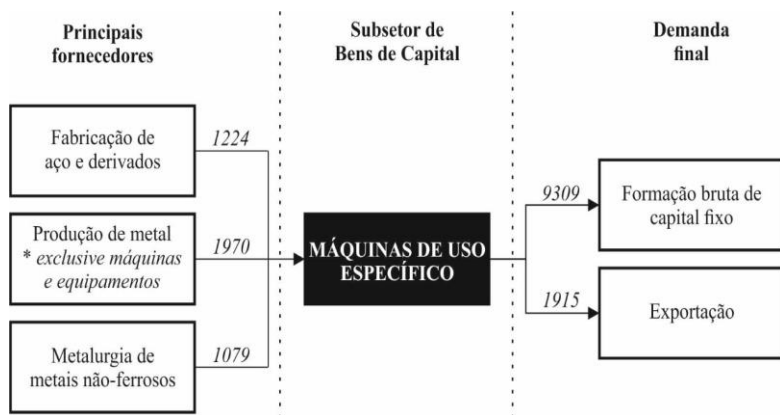 Principais
fornecedores
Subsetor de
Bens de Capital
Demanda
final
Fabricação de
aço e derivados
1224
Produção de metal
* exclusive máquinas
e equipamentos
1970
Metalurgia de
metais não-ferrosos
1079
MÁQUINAS DE USO
ESPECÍFICO
9309
Formação bruta de
capital fixo
1915
Exportação